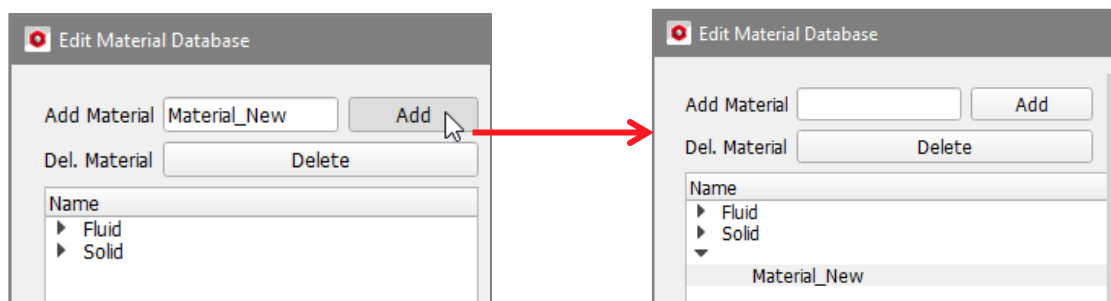 Edit Material Database
Add Material Material_New Add
Del. Material Delete
Name
Fluid
Solid
Edit Material Database
Add Material Add
Del. Material Delete
Name
Fluid
Solid
Material_New